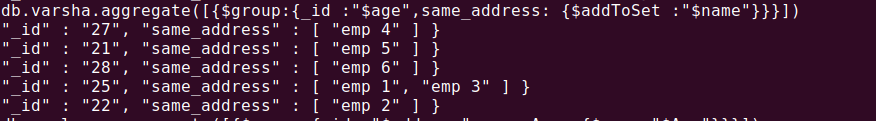 db.varsha.aggregate([{$group:{_id :"$age",same_address: {$addToSet :"$name"}}}])
"_id" : "27", "same_address" : [ "emp 4" ] }
"_id" : "21", "same_address" : [ "emp 5" ] }
"_id" : "28", "same_address" : [ "emp 6" ] }
"_id" : "25", "same_address" : [ "emp 1", "emp 3" ] }
"_id" : "22", "same_address" : [ "emp 2" ] }